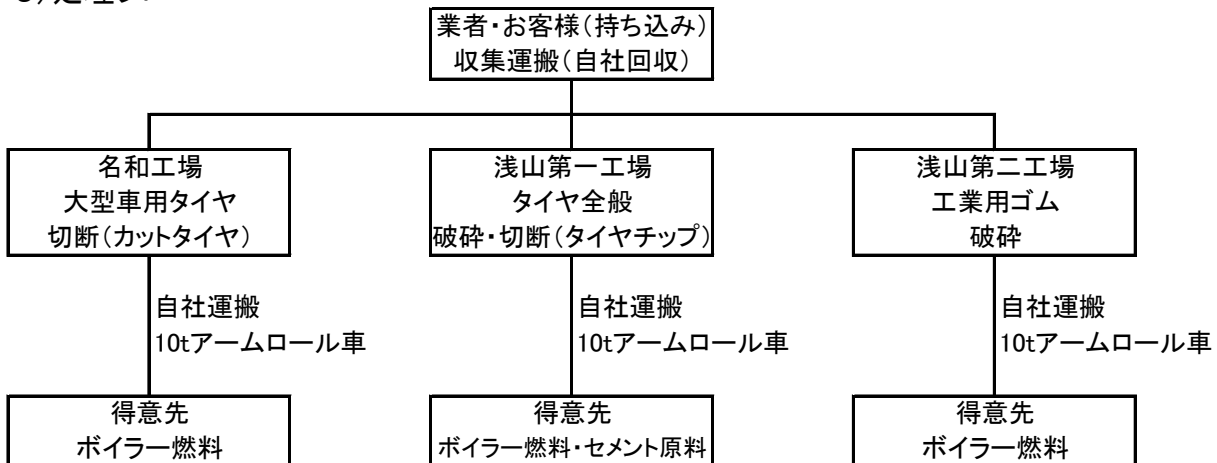 業者・お客様（持ち込み）
収集運搬（自社回収）
名和工場
大型車用タイヤ
切断（カットタイヤ）
浅山第一工場
タイヤ全般
破砕・切断（タイヤチップ）
浅山第二工場
工業用ゴム
破砕
自社運搬
10tアームロール車
自社運搬
10tアームロール車
自社運搬
10tアームロール車
得意先
ボイラー燃料
得意先
ボイラー燃料・セメント原料
得意先
ボイラー燃料